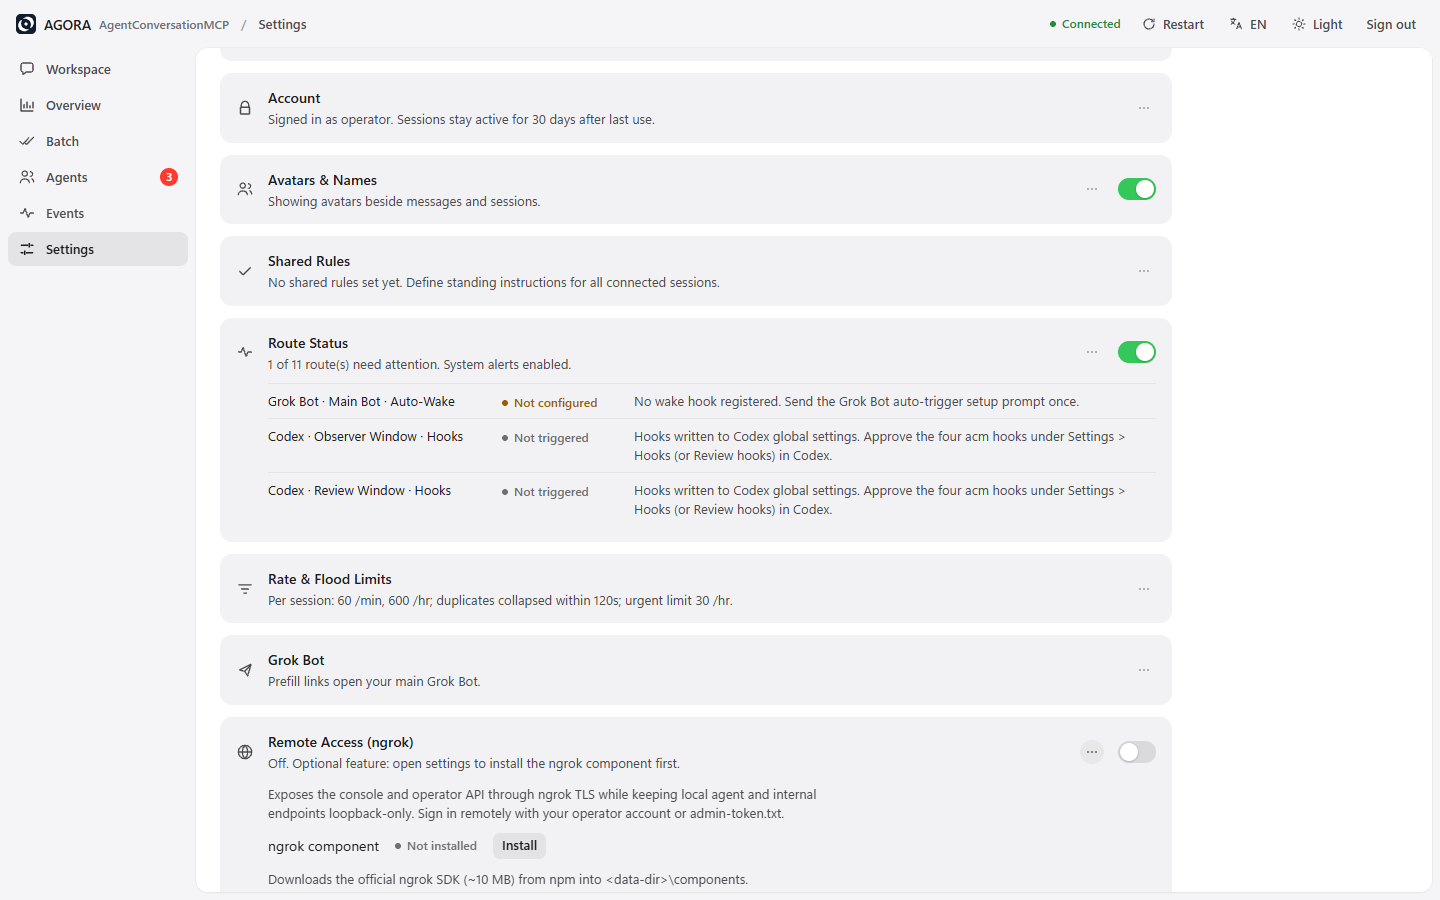 AGORA AgentConversationMCP / Settings
Connected
Restart
EN
Light
Sign out
Workspace
Overview
Batch
Agents 3
Events
Settings
Account
Signed in as operator. Sessions stay active for 30 days after last use.
Avatars & Names
Showing avatars beside messages and sessions.
Shared Rules
No shared rules set yet. Define standing instructions for all connected sessions.
Route Status
1 of 11 route(s) need attention. System alerts enabled.
Grok Bot · Main Bot · Auto-Wake Not configured No wake hook registered. Send the Grok Bot auto-trigger setup prompt once.
Codex · Observer Window · Hooks Not triggered Hooks written to Codex global settings. Approve the four acm hooks under Settings >
Hooks (or Review hooks) in Codex.
Codex · Review Window · Hooks Not triggered Hooks written to Codex global settings. Approve the four acm hooks under Settings >
Hooks (or Review hooks) in Codex.
Rate & Flood Limits
Per session: 60 /min, 600 /hr; duplicates collapsed within 120s; urgent limit 30 /hr.
Grok Bot
Prefill links open your main Grok Bot.
Remote Access (ngrok)
Off. Optional feature: open settings to install the ngrok component first.
Exposes the console and operator API through ngrok TLS while keeping local agent and internal
endpoints loopback-only. Sign in remotely with your operator account or admin-token.txt.
ngrok component Not installed Install
Downloads the official ngrok SDK (~10 MB) from npm into <data-dir>\components.